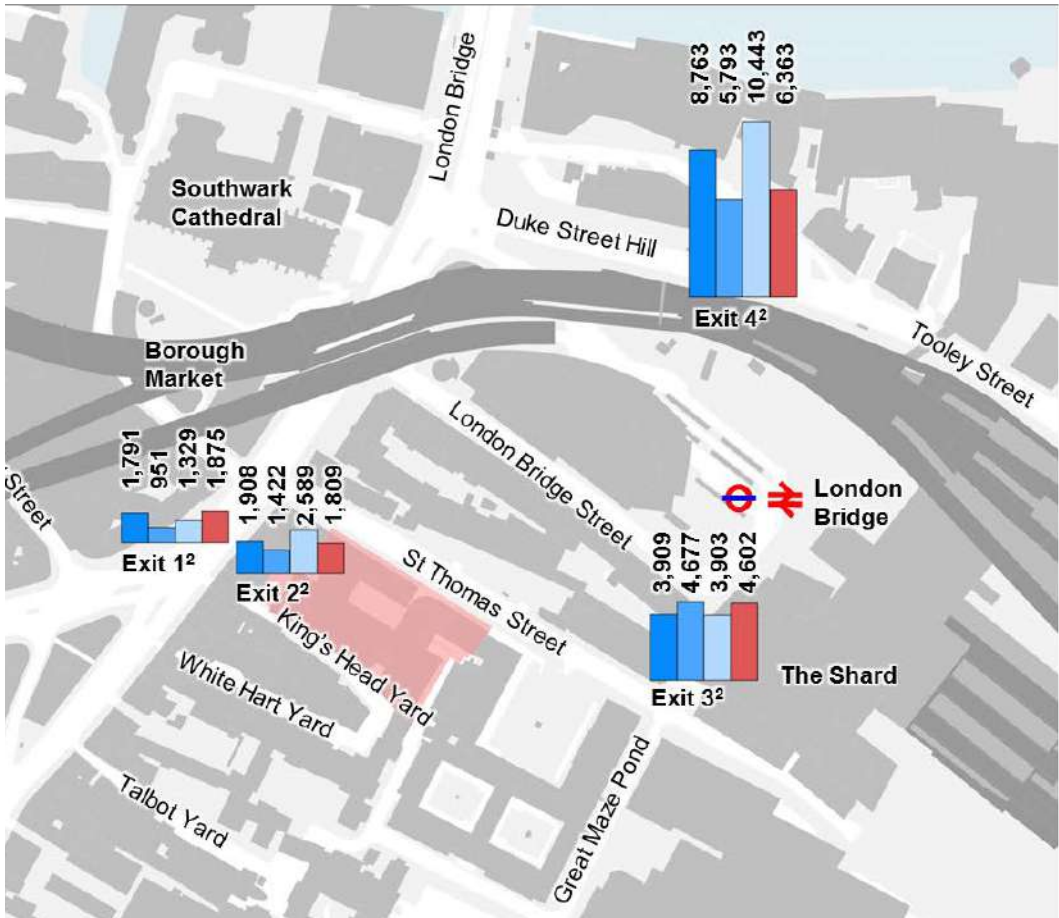 London Bridge
8,763
5,793
10,443
6,363
Southwark
Cathedral
Duke Street Hill
Exit 4²
Tooley Street
Borough
Market
London Bridge Street
1,791
951
1,329
1,875
1,908
1,422
2,589
1,809
Street
London
Bridge
Exit 1²
Exit 2²
St Thomas Street
3,909
4,677
3,903
4,602
King's Head Yard
White Hart Yard
The Shard
Exit 3²
Talbot Yard
Great Maze Pond